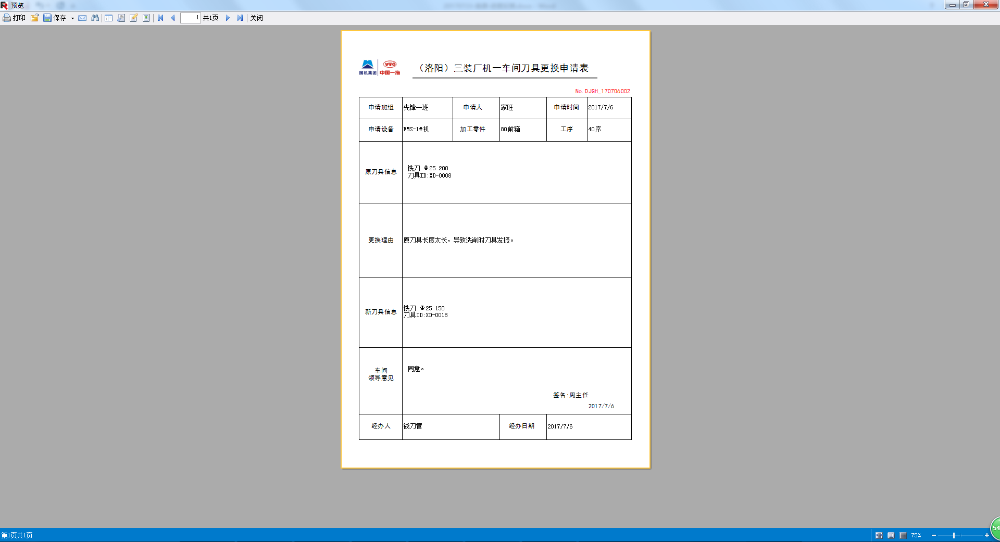 预览
打印 保存 1 共1页 关闭
国机集团 YTO 中国一拖
（洛阳）三装厂机一车间刀具更换申请表
No.DJGH_170706002
申请班组 先锋一班 申请人 家旺 申请时间 2017/7/6
申请设备 FMS-1#机 加工零件 80前箱 工序 40序
原刀具信息
铣刀 Φ25 200
刀具ID:XD-0008
更换理由 原刀具长度太长，导致洗削时刀具发振。
新刀具信息
铣刀 Φ25 150
刀具ID:XD-0018
车间
领导意见
同意。
签名:周主任
2017/7/6
经办人 钱刀管 经办日期 2017/7/6
第1页共1页 75%
54